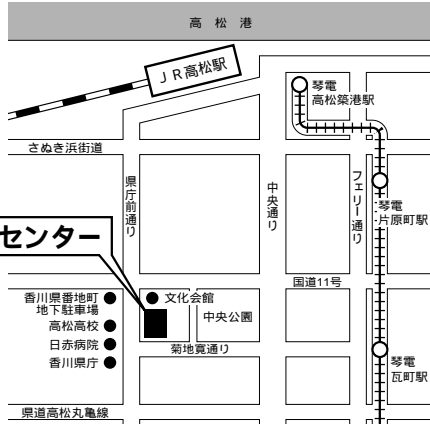 高松港
JR高松駅
琴電
高松築港駅
さぬき浜街道
県庁前通り
中央通り
フェリー通り
琴電
片原町駅
センター
国道11号
香川県番地町
地下駐車場
文化会館
中央公園
高松高校
日赤病院
香川県庁
菊地寛通り
琴電
瓦町駅
県道高松丸亀線